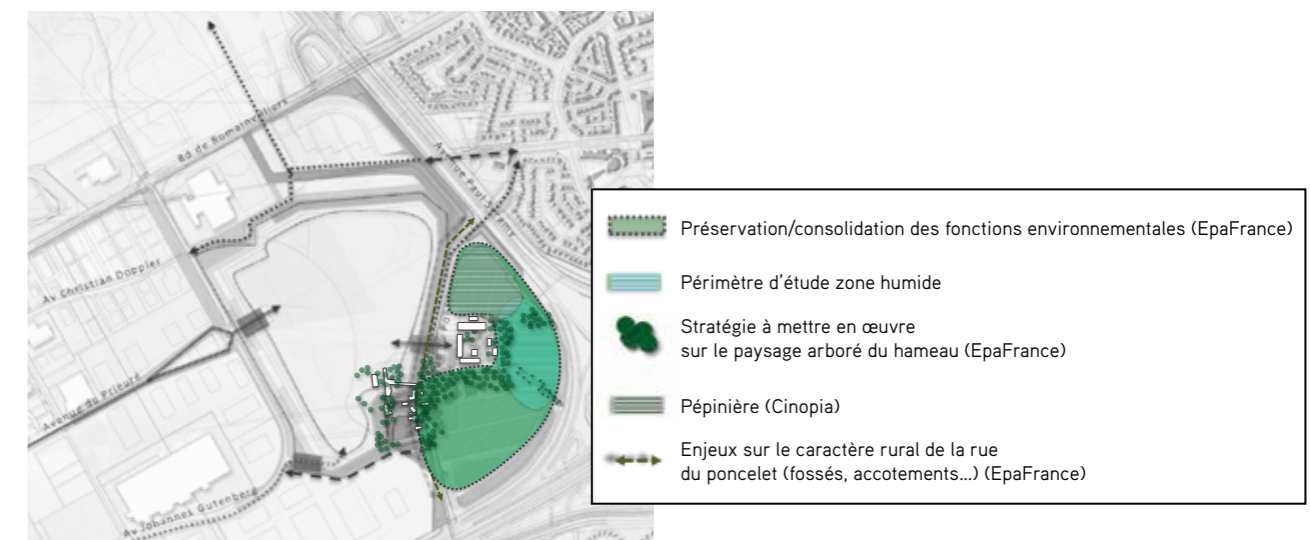 Bd de Romainvilliers
Avenue Paul
Av Christian Doppler
Avenue du Prieuré
Av Johannes Gutenberg
Préservation/consolidation des fonctions environnementales (EpaFrance)
Périmètre d'étude zone humide
Stratégie à mettre en œuvre
sur le paysage arboré du hameau (EpaFrance)
Pépinière (Cinopia)
Enjeux sur le caractère rural de la rue
du poncelet (fossés, accotements...) (EpaFrance)